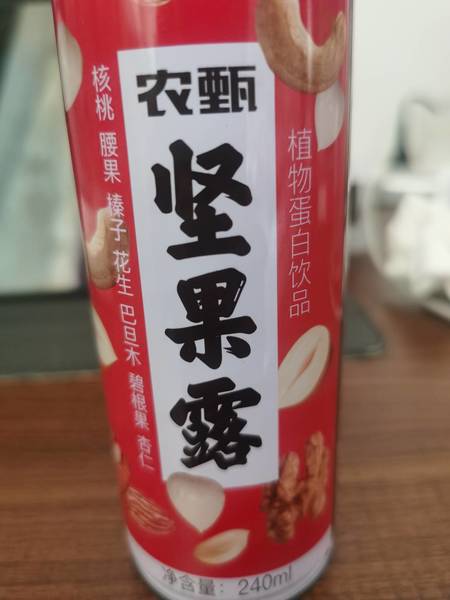 农甄
坚果露
核桃 腰果 榛子 花生 巴旦木 碧根果 杏仁
植物蛋白饮品
净含量: 240ml